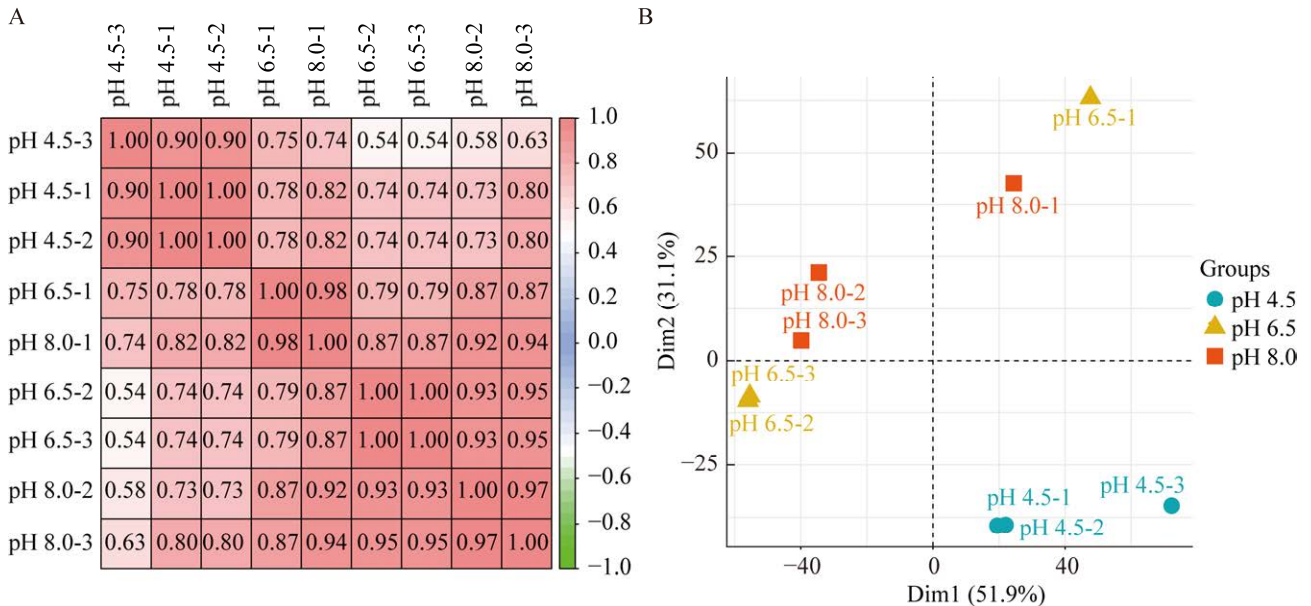 A
pH 4.5-3 pH 4.5-1 pH 4.5-2 pH 6.5-1 pH 8.0-1 pH 6.5-2 pH 6.5-3 pH 8.0-2 pH 8.0-3
pH 4.5-3 1.00 0.90 0.90 0.75 0.74 0.54 0.54 0.58 0.63
pH 4.5-1 0.90 1.00 1.00 0.78 0.82 0.74 0.74 0.73 0.80
pH 4.5-2 0.90 1.00 1.00 0.78 0.82 0.74 0.74 0.73 0.80
pH 6.5-1 0.75 0.78 0.78 1.00 0.98 0.79 0.79 0.87 0.87
pH 8.0-1 0.74 0.82 0.82 0.98 1.00 0.87 0.87 0.92 0.94
pH 6.5-2 0.54 0.74 0.74 0.79 0.87 1.00 1.00 0.93 0.95
pH 6.5-3 0.54 0.74 0.74 0.79 0.87 1.00 1.00 0.93 0.95
pH 8.0-2 0.58 0.73 0.73 0.87 0.92 0.93 0.93 1.00 0.97
pH 8.0-3 0.63 0.80 0.80 0.87 0.94 0.95 0.95 0.97 1.00
1.0
0.8
0.6
0.4
0.2
0.0
−0.2
−0.4
−0.6
−0.8
−1.0
B
pH 6.5-1
pH 8.0-1
pH 8.0-2
pH 8.0-3
pH 6.5-3
pH 6.5-2
pH 4.5-1
pH 4.5-3
pH 4.5-2
50
25
0
−25
Dim2 (31.1%)
−40 0 40
Dim1 (51.9%)
Groups
pH 4.5
pH 6.5
pH 8.0